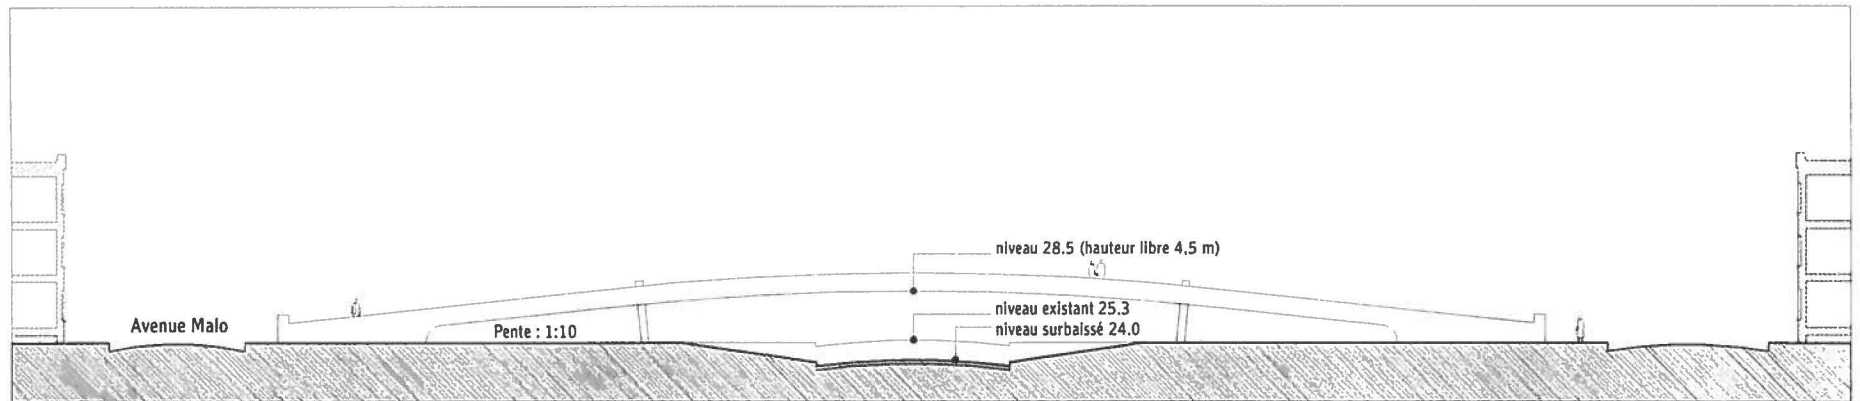 niveau 28.5 (hauteur libre 4,5 m)
niveau existant 25.3
niveau surbaissé 24.0
Avenue Malo
Pente : 1:10